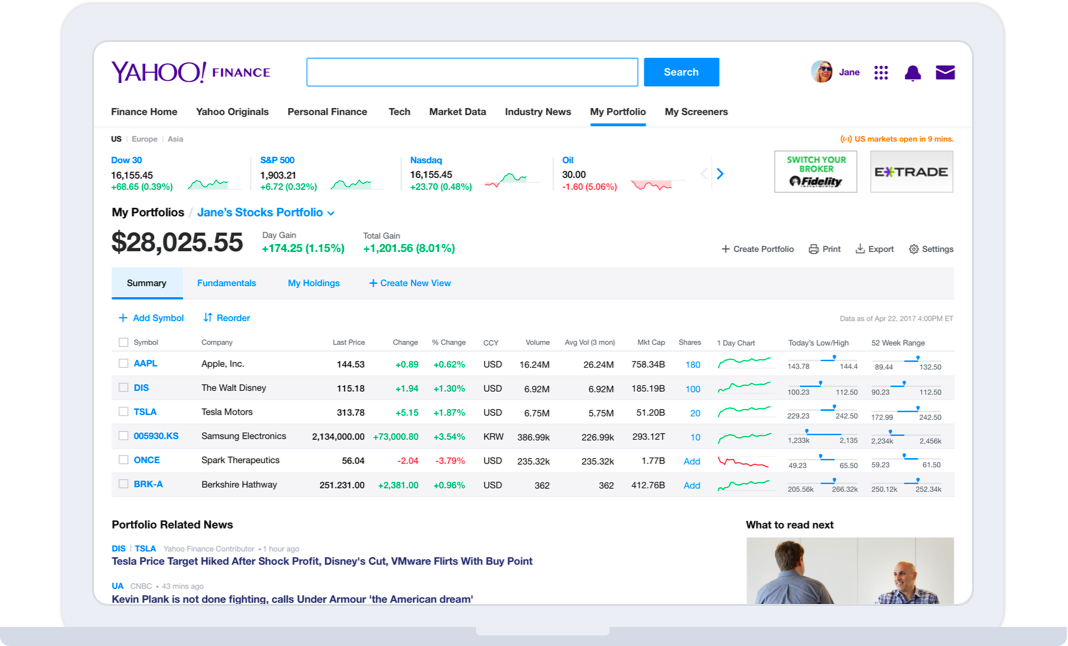 YAHOO! FINANCE
Search
Jane
Finance Home Yahoo Originals Personal Finance Tech Market Data Industry News My Portfolio My Screeners
US Europe Asia
US markets open in 9 mins.
Dow 30 S&P 500 Nasdaq Oil
16,155.45 1,903.21 16,155.45 30.00
+68.65 (0.39%) +6.72 (0.32%) +23.70 (0.48%) -1.60 (5.06%)
SWITCH YOUR
BROKER
Fidelity
E*TRADE
My Portfolios / Jane's Stocks Portfolio
$28,025.55
Day Gain Total Gain
+174.25 (1.15%) +1,201.56 (8.01%)
+ Create Portfolio Print Export Settings
Summary Fundamentals My Holdings + Create New View
+ Add Symbol Reorder
Data as of Apr 22, 2017 4:00PM ET
Symbol Company Last Price Change % Change CCY Volume Avg Vol (3 mon) Mkt Cap Shares 1 Day Chart Today's Low/High 52 Week Range
AAPL Apple, Inc. 144.53 +0.89 +0.62% USD 16.24M 26.24M 758.34B 180 143.78 144.4 89.44 132.50
DIS The Walt Disney 115.18 +1.94 +1.30% USD 6.92M 6.92M 185.19B 100 100.23 112.50 90.23 112.50
TSLA Tesla Motors 313.78 +5.15 +1.87% USD 6.75M 5.75M 51.20B 20 229.23 242.50 172.99 242.50
005930.KS Samsung Electronics 2,134,000.00 +73,000.80 +3.54% KRW 386.99k 226.99k 293.12T 10 1,233k 2,135 2,234k 2,456k
ONCE Spark Therapeutics 56.04 -2.04 -3.79% USD 235.32k 235.32k 1.77B Add 49.23 65.50 59.23 61.50
BRK-A Berkshire Hathway 251.231.00 +2,381.00 +0.96% USD 362 362 412.76B Add 205.56k 266.32k 250.12k 252.34k
Portfolio Related News
DIS | TSLA Yahoo Finance Contributor • 1 hour ago
Tesla Price Target Hiked After Shock Profit, Disney's Cut, VMware Flirts With Buy Point
UA CNBC • 43 mins ago
Kevin Plank is not done fighting, calls Under Armour 'the American dream'
What to read next